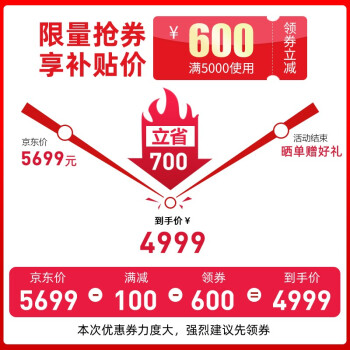 限量抢券
享补贴价
¥600
满5000使用
领券立减
立省
700
京东价
5699元
活动结束
晒单赠好礼
到手价¥
4999
京东价 满减 领券 到手价
5699 - 100 - 600 = 4999
本次优惠券力度大，强烈建议先领券